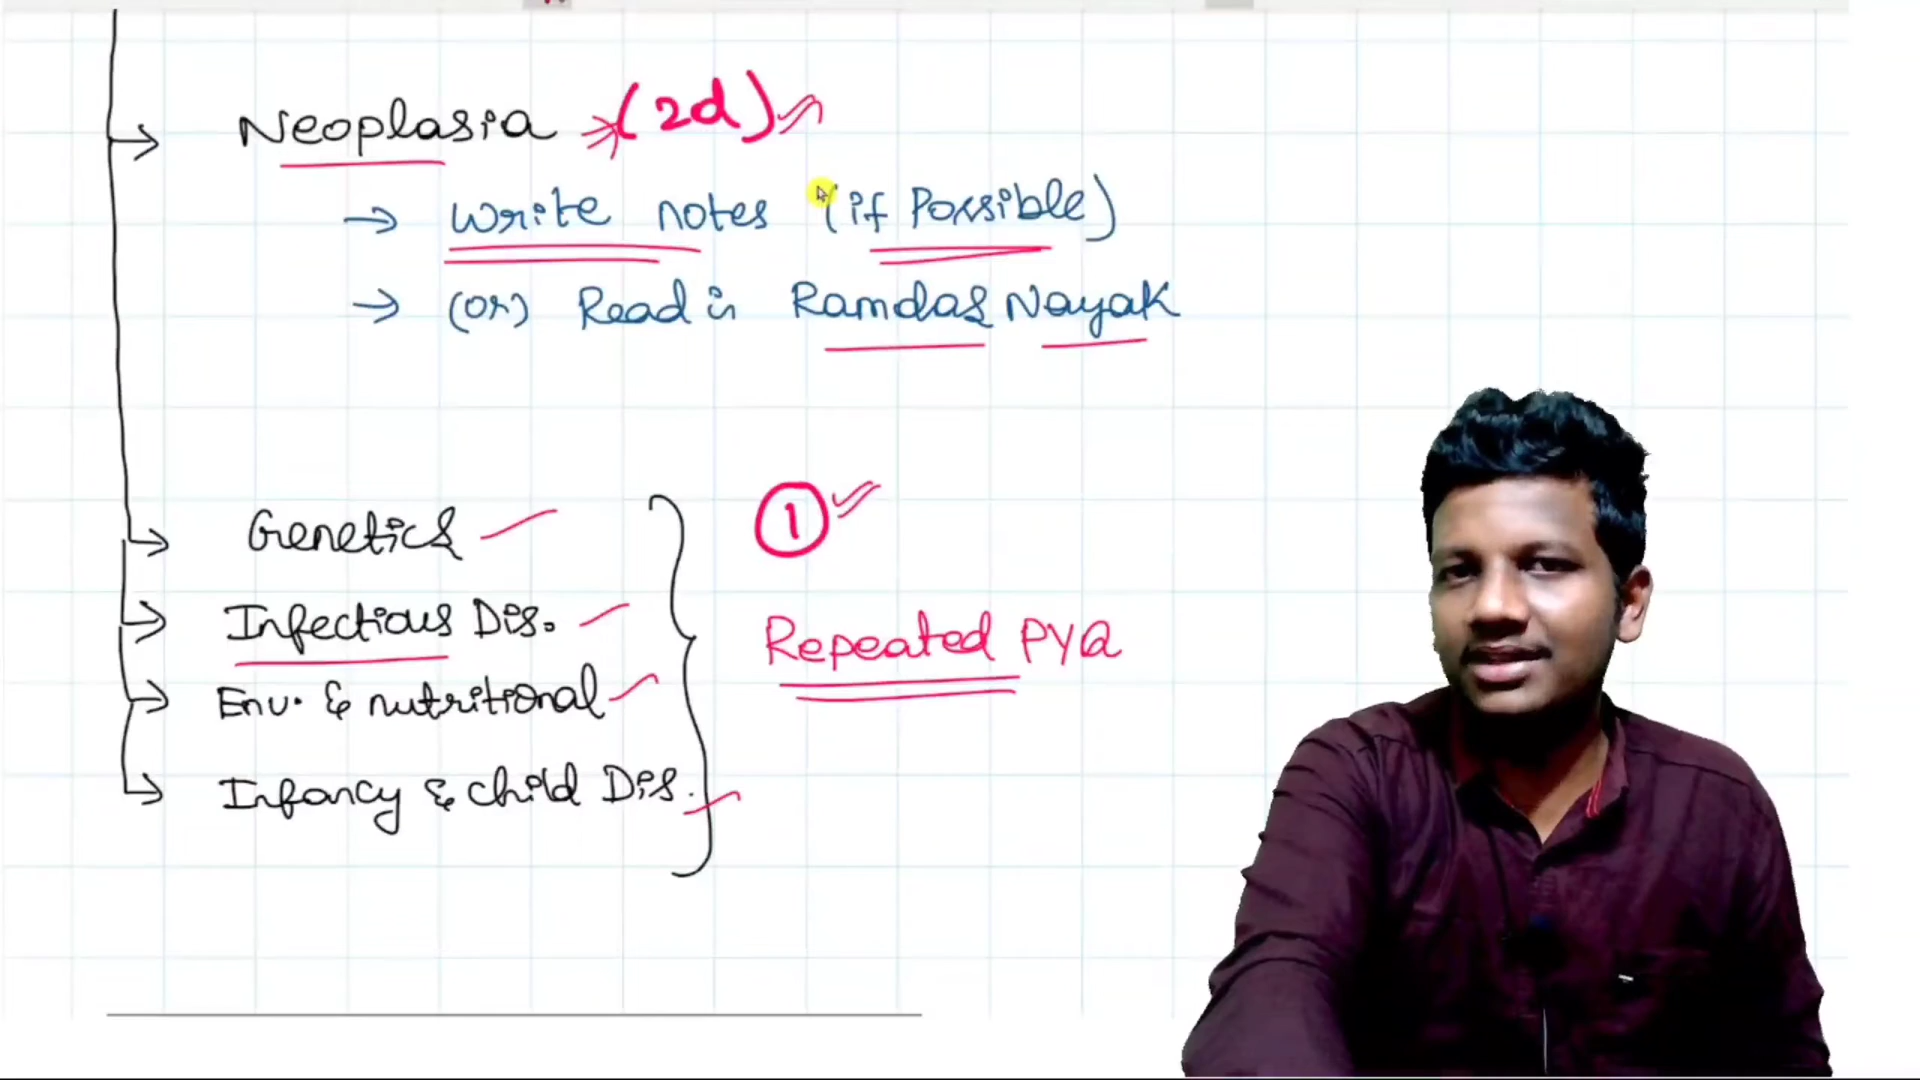 → Neoplasia (2d)
→ Write notes (if Possible)
→ (or) Read in Ramdas Nayak
→ Genetics
①
→ Infectious Dis.
Repeated PYQ
→ Env. & nutritional
→ Infancy & child Dis.